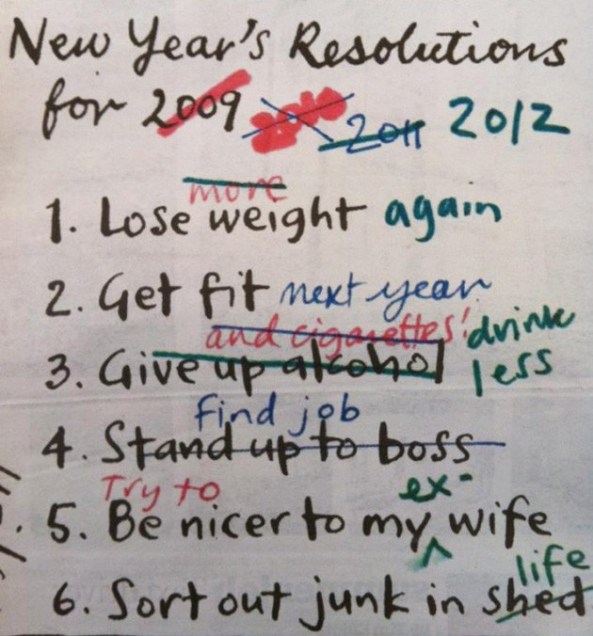 New Year's Resolutions
for 2009 2011 2012
more
1. Lose weight again
2. Get fit next year
and cigarettes! drink
3. Give up alcohol less
find job
4. Stand up to boss
Try to ex-
5. Be nicer to my wife
life
6. Sort out junk in shed